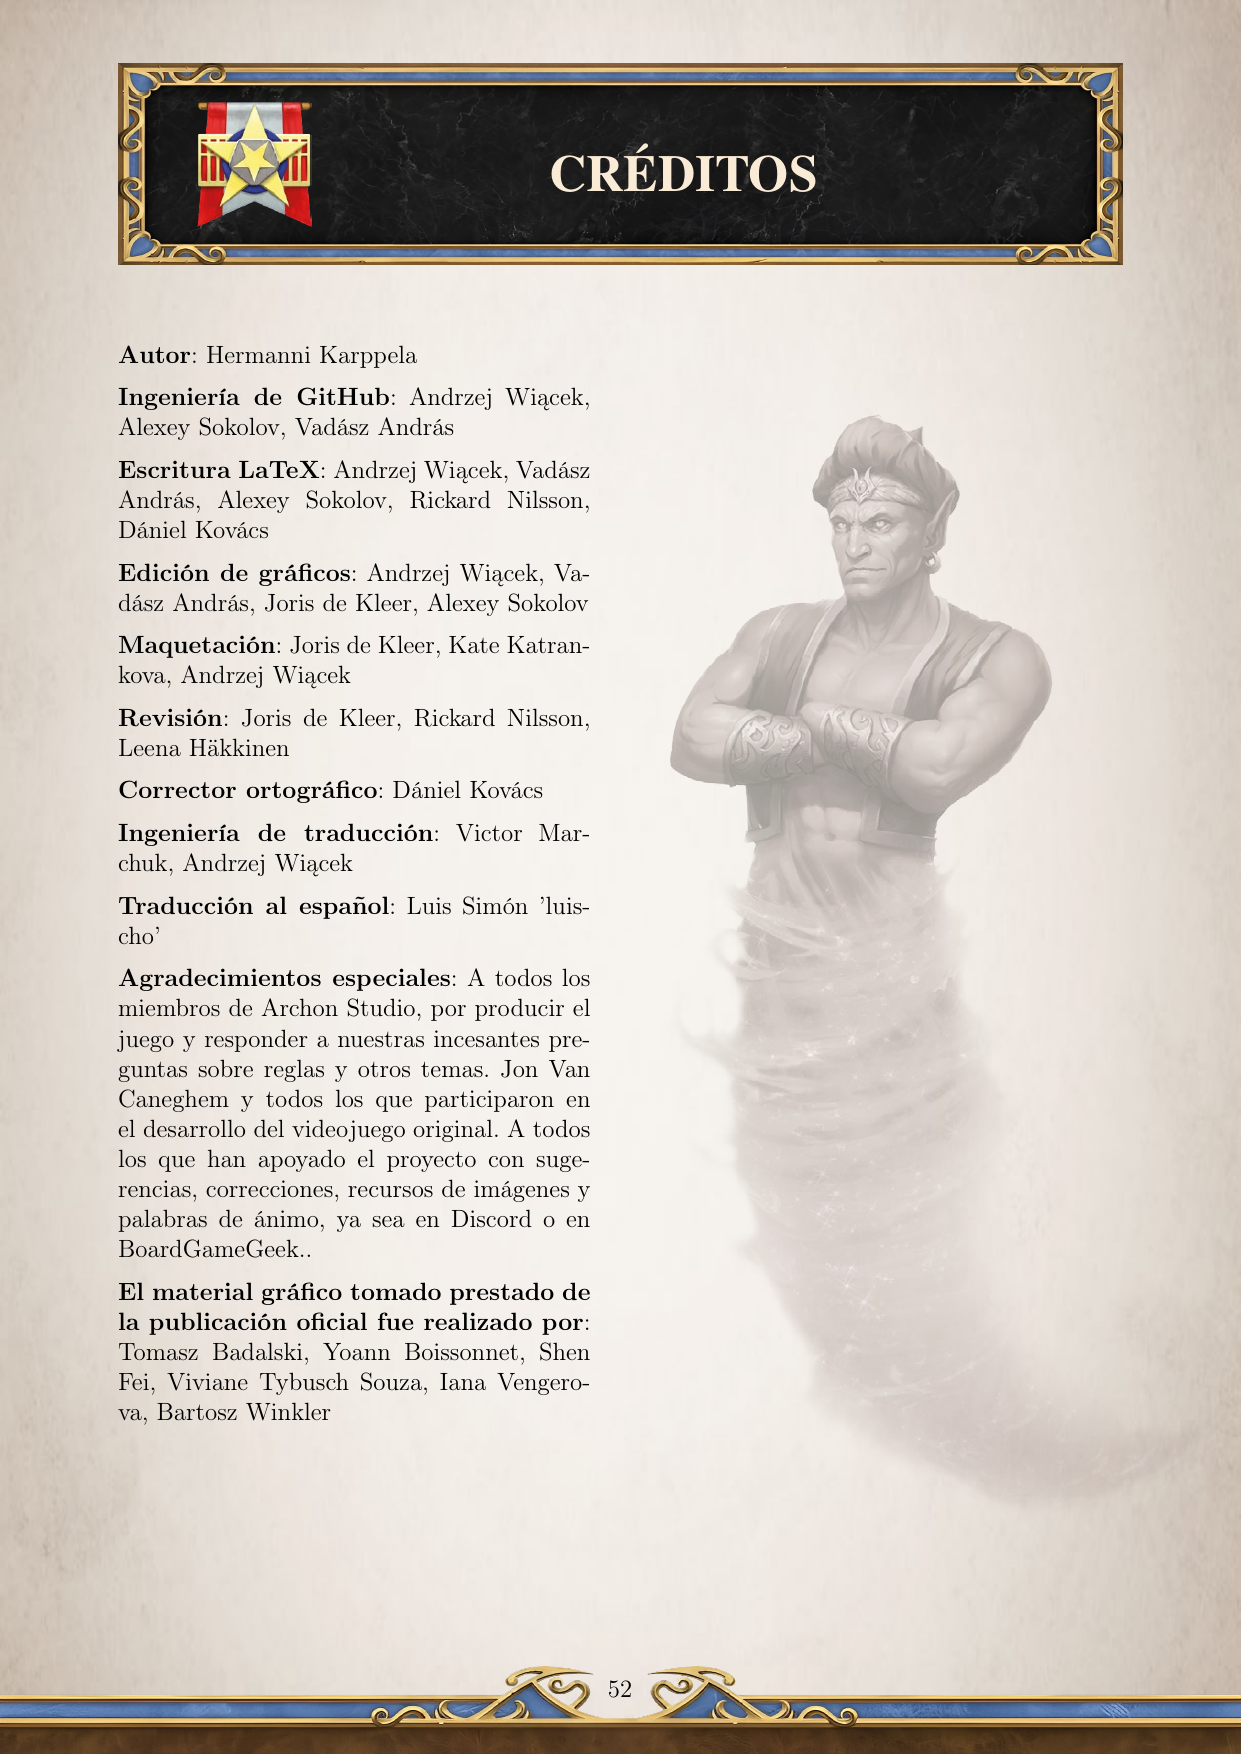 CRÉDITOS
Autor: Hermanni Karppela
Ingeniería de GitHub: Andrzej Wiącek,
Alexey Sokolov, Vadász András
Escritura LaTeX: Andrzej Wiącek, Vadász
András, Alexey Sokolov, Rickard Nilsson,
Dániel Kovács
Edición de gráficos: Andrzej Wiącek, Va-
dász András, Joris de Kleer, Alexey Sokolov
Maquetación: Joris de Kleer, Kate Katran-
kova, Andrzej Wiącek
Revisión: Joris de Kleer, Rickard Nilsson,
Leena Häkkinen
Corrector ortográfico: Dániel Kovács
Ingeniería de traducción: Victor Mar-
chuk, Andrzej Wiącek
Traducción al español: Luis Simón ’luis-
cho’
Agradecimientos especiales: A todos los
miembros de Archon Studio, por producir el
juego y responder a nuestras incesantes pre-
guntas sobre reglas y otros temas. Jon Van
Caneghem y todos los que participaron en
el desarrollo del videojuego original. A todos
los que han apoyado el proyecto con suge-
rencias, correcciones, recursos de imágenes y
palabras de ánimo, ya sea en Discord o en
BoardGameGeek..
El material gráfico tomado prestado de
la publicación oficial fue realizado por:
Tomasz Badalski, Yoann Boissonnet, Shen
Fei, Viviane Tybusch Souza, Iana Vengero-
va, Bartosz Winkler
52